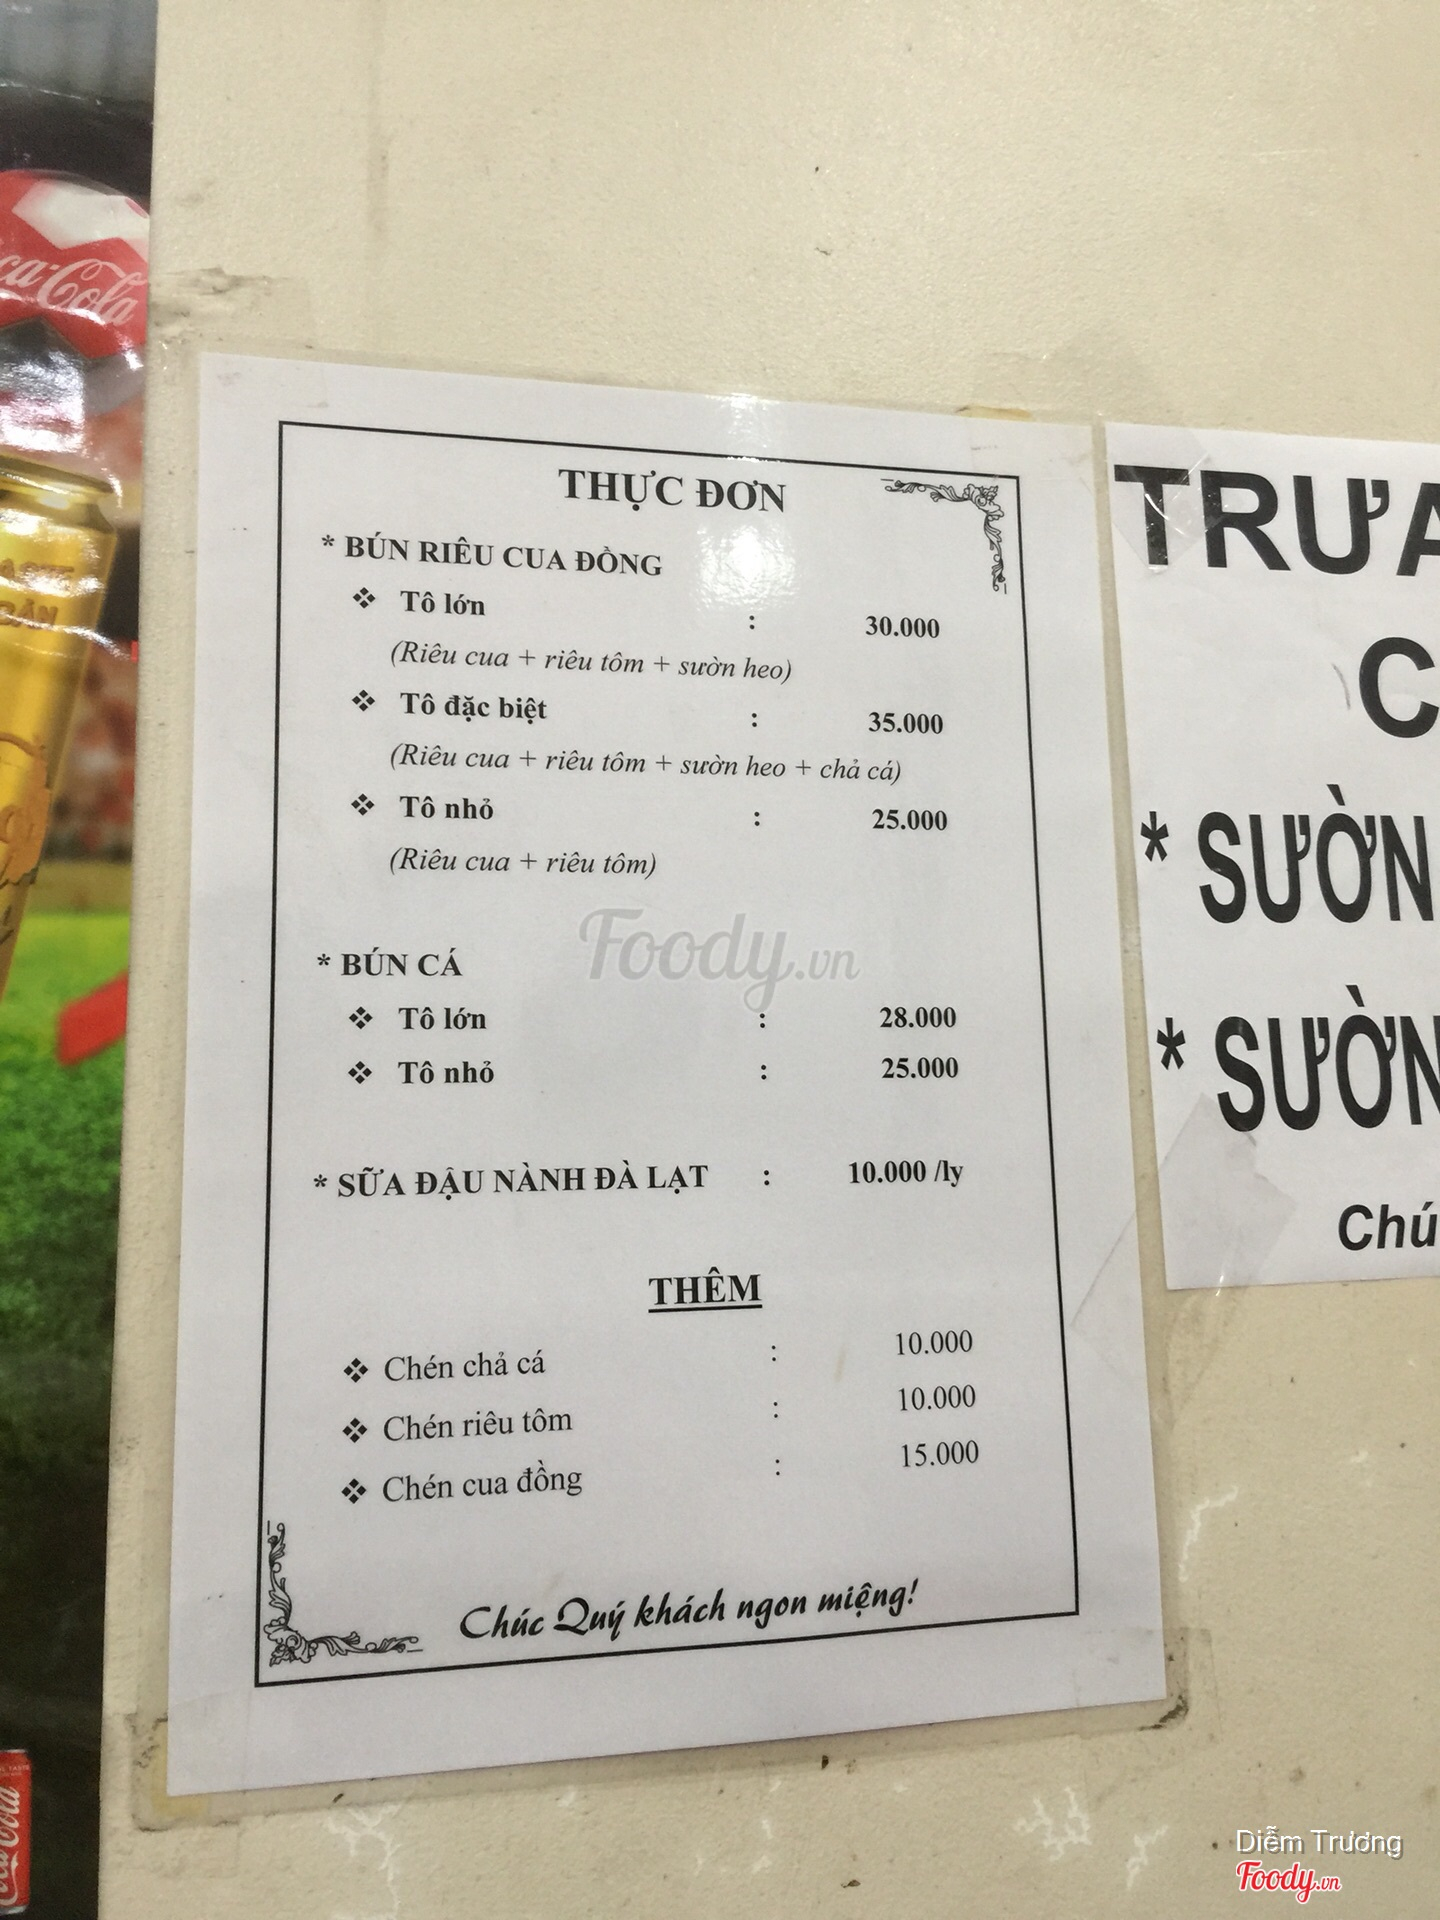 THỰC ĐƠN
* BÚN RIÊU CUA ĐỒNG
❖ Tô lớn : 30.000
(Riêu cua + riêu tôm + sườn heo)
❖ Tô đặc biệt : 35.000
(Riêu cua + riêu tôm + sườn heo + chả cá)
❖ Tô nhỏ : 25.000
(Riêu cua + riêu tôm)
* BÚN CÁ
❖ Tô lớn : 28.000
❖ Tô nhỏ : 25.000
* SỮA ĐẬU NÀNH ĐÀ LẠT : 10.000 /ly
THÊM
❖ Chén chả cá : 10.000
❖ Chén riêu tôm : 10.000
❖ Chén cua đồng : 15.000
Chúc Quý khách ngon miệng!
TRƯA
C
* SƯỜN
* SƯỜN
Chú
Foody.vn
Coca-Cola
Diễm Trương
Foody.vn